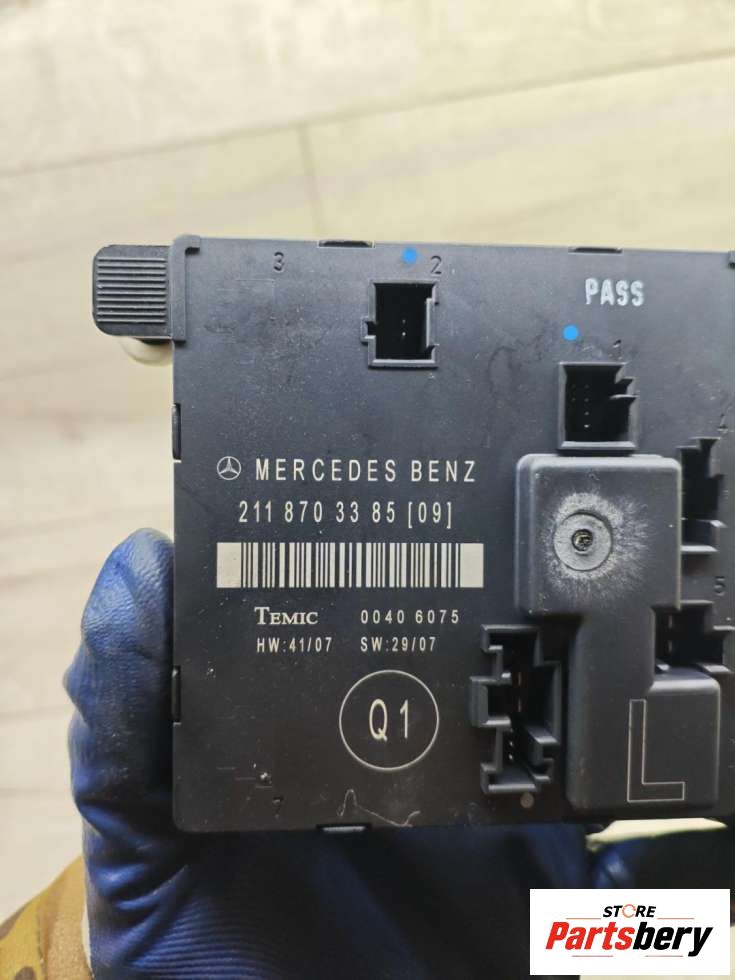 3
2
PASS
1
4
MERCEDES BENZ
211 870 33 85 [09]
TEMIC 0040 6075
HW:41/07 SW:29/07
5
Q1
L
7
STORE
Partsbery